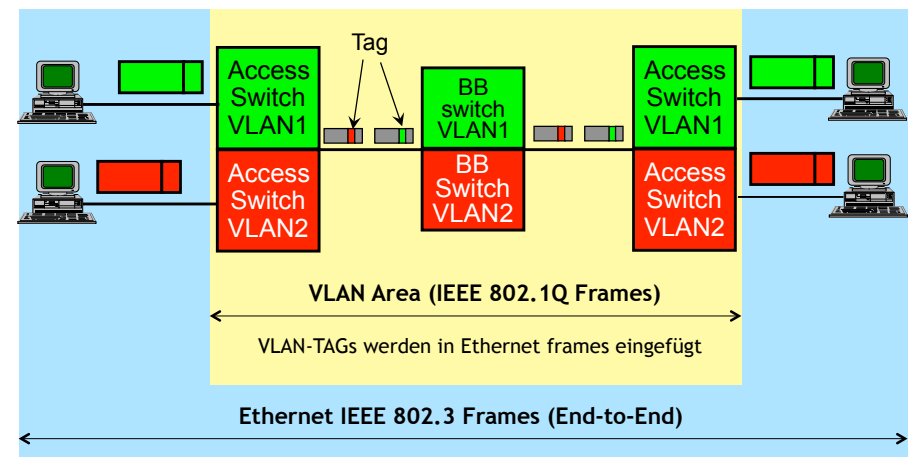 Tag
Access
Switch
VLAN1
BB
switch
VLAN1
Access
Switch
VLAN1
Access
Switch
VLAN2
BB
Switch
VLAN2
Access
Switch
VLAN2
VLAN Area (IEEE 802.1Q Frames)
VLAN-TAGs werden in Ethernet frames eingefügt
Ethernet IEEE 802.3 Frames (End-to-End)